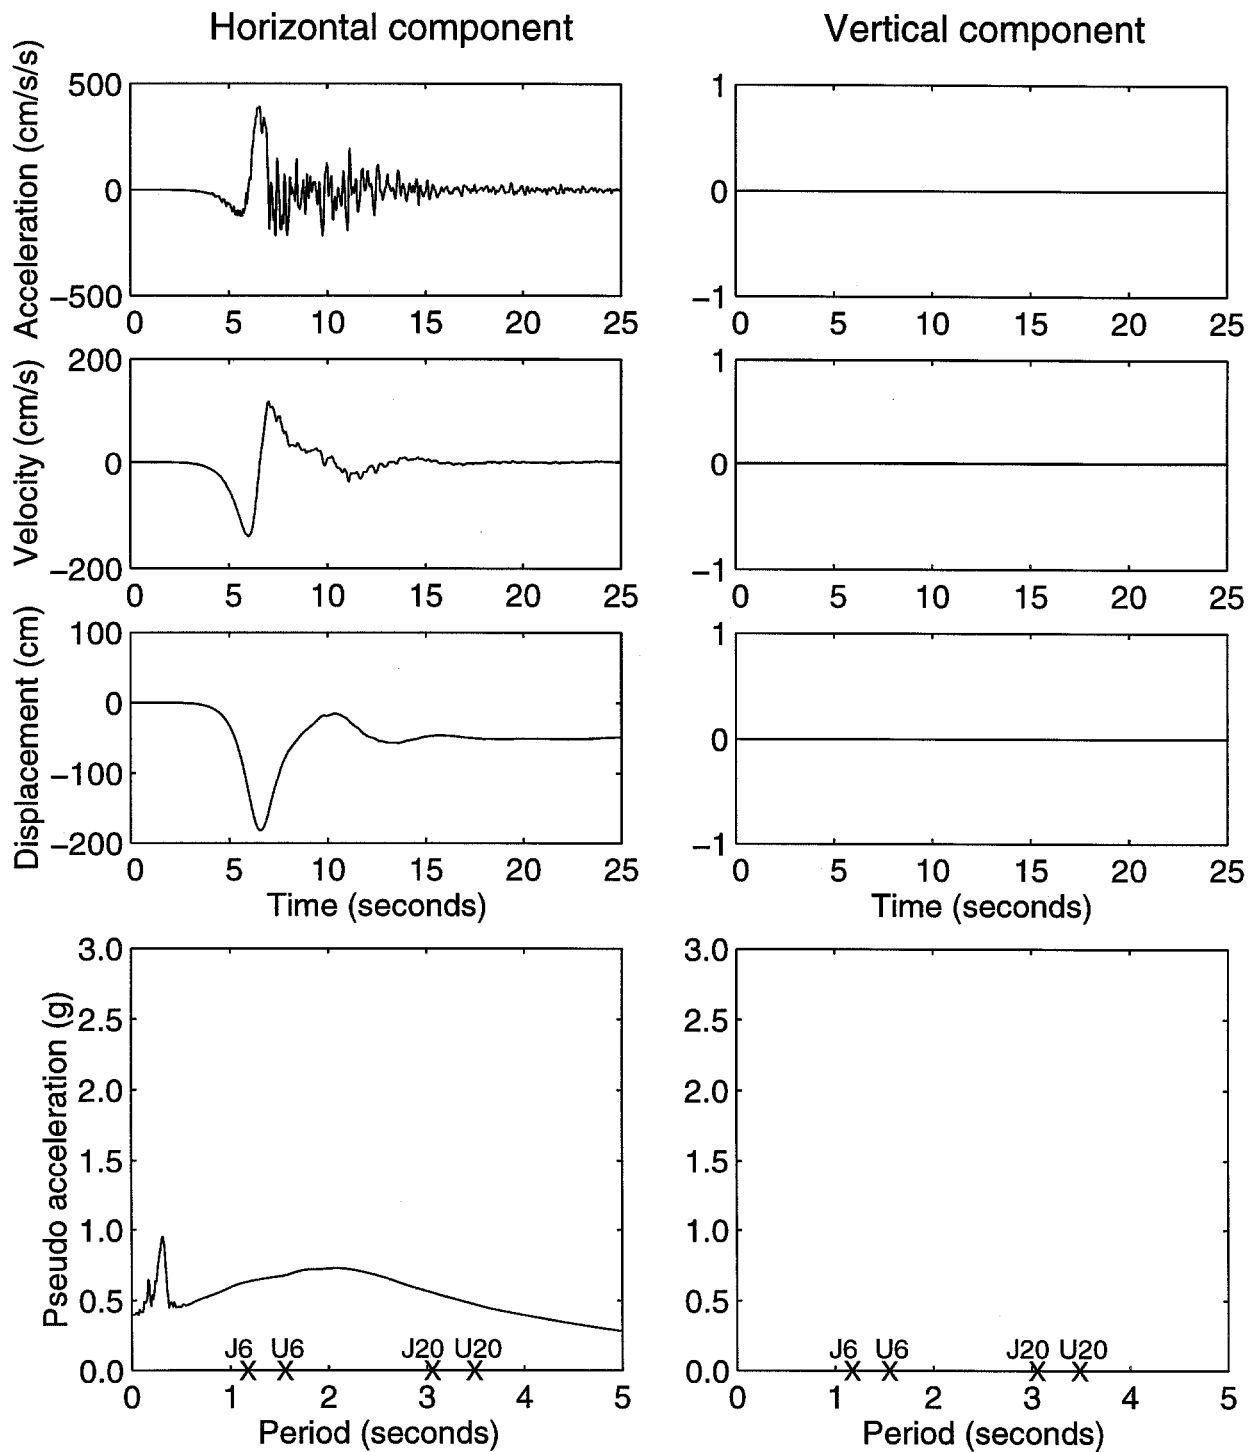 Horizontal component
Vertical component
Acceleration (cm/s/s)
500
0
−500
0 5 10 15 20 25
1
0
−1
0 5 10 15 20 25
Velocity (cm/s)
200
0
−200
0 5 10 15 20 25
1
0
−1
0 5 10 15 20 25
Displacement (cm)
100
0
−100
−200
0 5 10 15 20 25
Time (seconds)
1
0
−1
0 5 10 15 20 25
Time (seconds)
Pseudo acceleration (g)
3.0
2.5
2.0
1.5
1.0
0.5
0.0
J6 U6 J20 U20
0 1 2 3 4 5
Period (seconds)
3.0
2.5
2.0
1.5
1.0
0.5
0.0
J6 U6 J20 U20
0 1 2 3 4 5
Period (seconds)